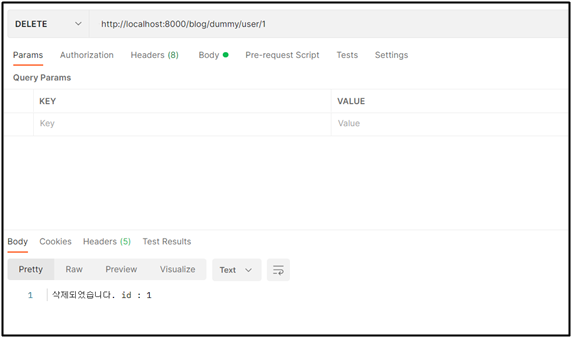 DELETE http://localhost:8000/blog/dummy/user/1
Params Authorization Headers (8) Body Pre-request Script Tests Settings
Query Params
KEY VALUE
Key Value
Body Cookies Headers (5) Test Results
Pretty Raw Preview Visualize Text
1 삭제되었습니다. id : 1